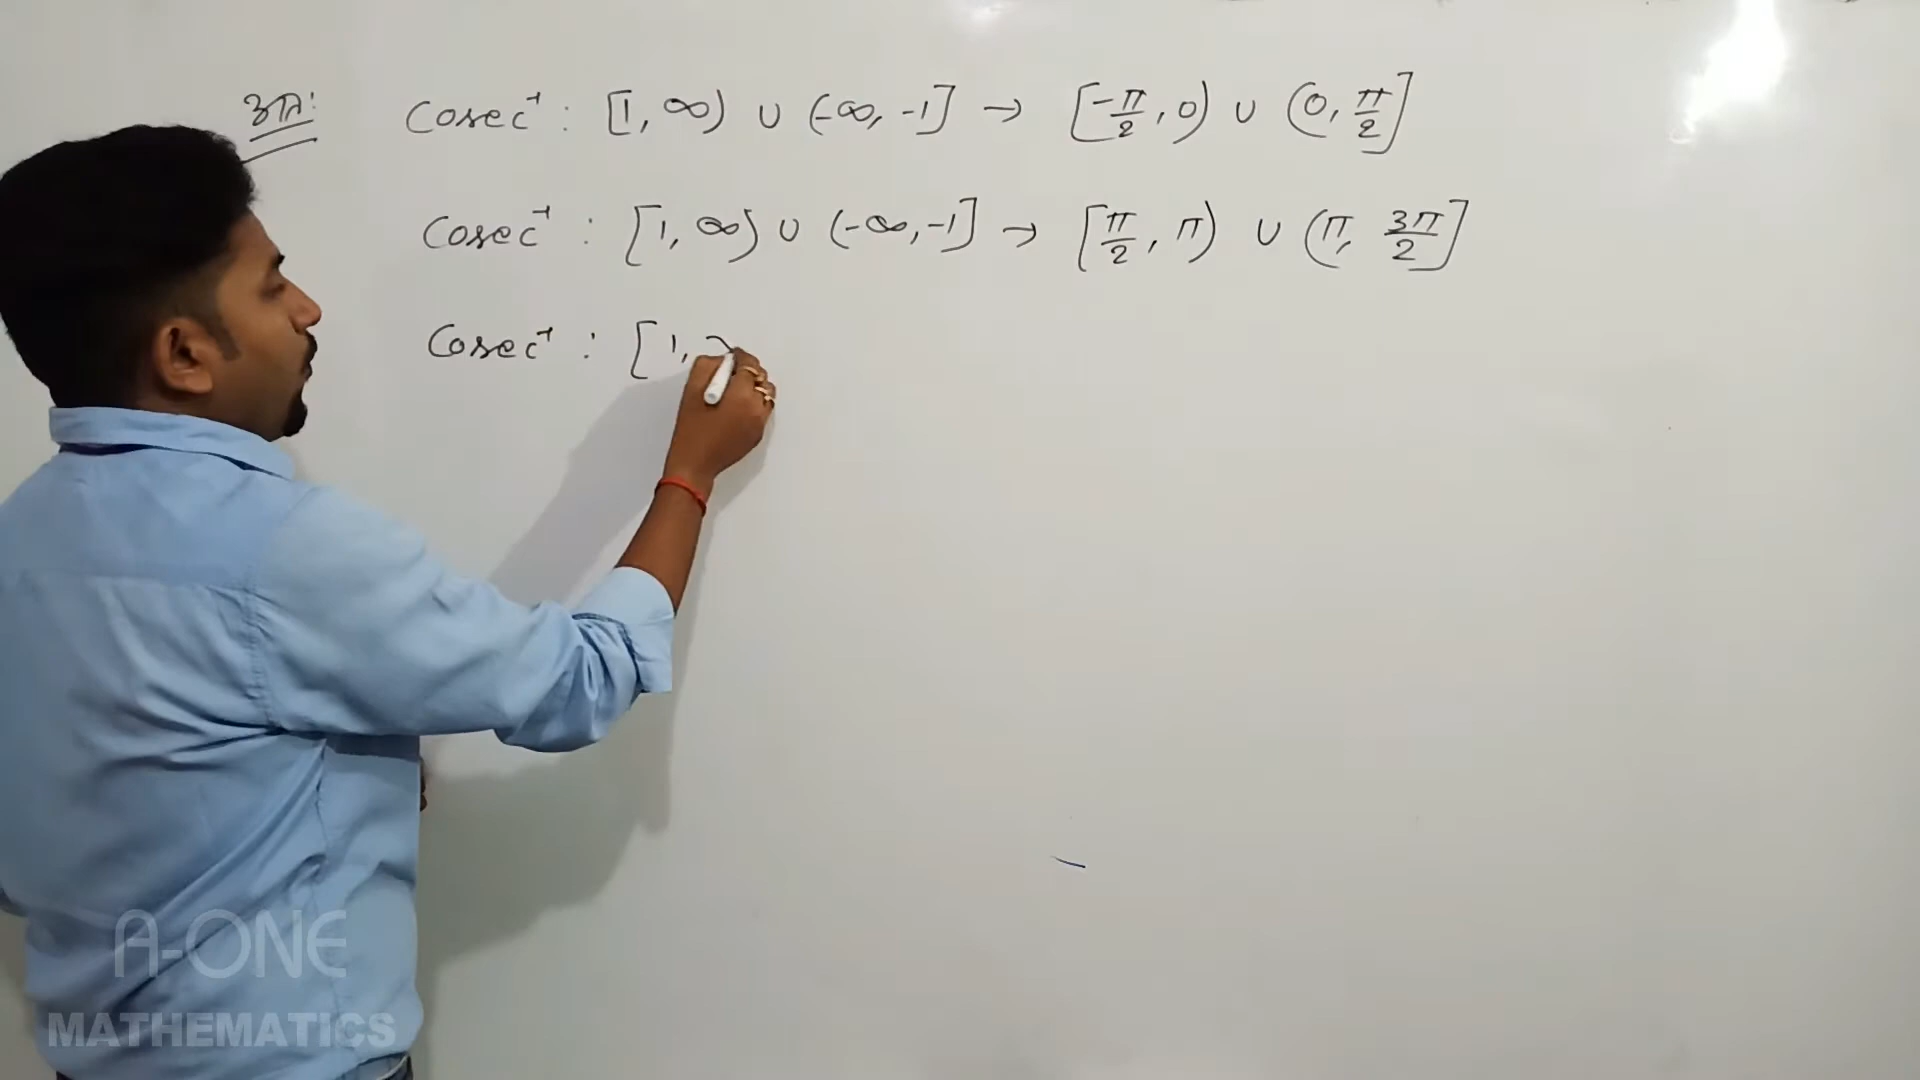 अतः Cosec⁻¹ : [1, ∞) ∪ (-∞, -1] → [-π/2, 0) ∪ (0, π/2]
Cosec⁻¹ : [1, ∞) ∪ (-∞, -1] → [π/2, π) ∪ (π, 3π/2]
Cosec⁻¹ : [1,
A-ONE
MATHEMATICS